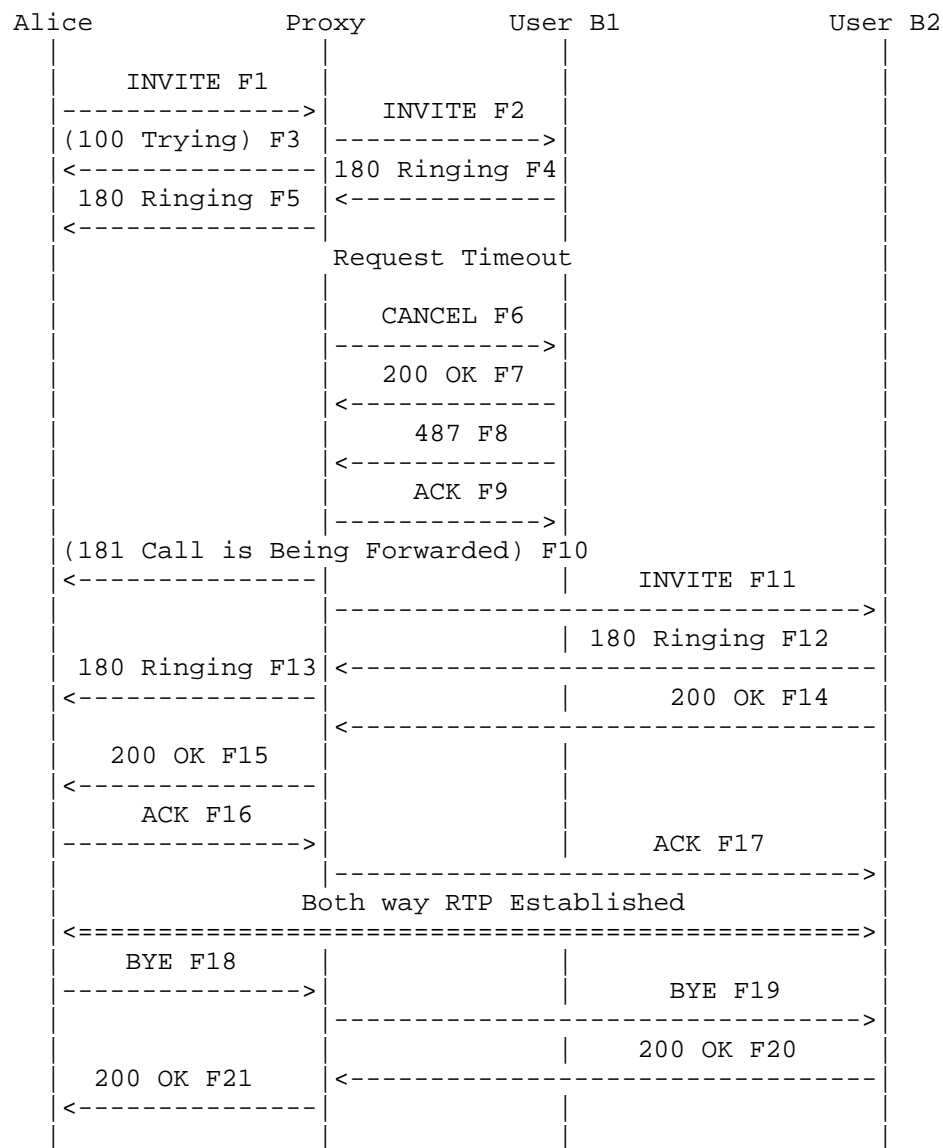 Alice Proxy User B1 User B2
INVITE F1
INVITE F2
(100 Trying) F3
180 Ringing F4
180 Ringing F5
Request Timeout
CANCEL F6
200 OK F7
487 F8
ACK F9
(181 Call is Being Forwarded) F10
INVITE F11
180 Ringing F12
180 Ringing F13
200 OK F14
200 OK F15
ACK F16
ACK F17
Both way RTP Established
BYE F18
BYE F19
200 OK F20
200 OK F21